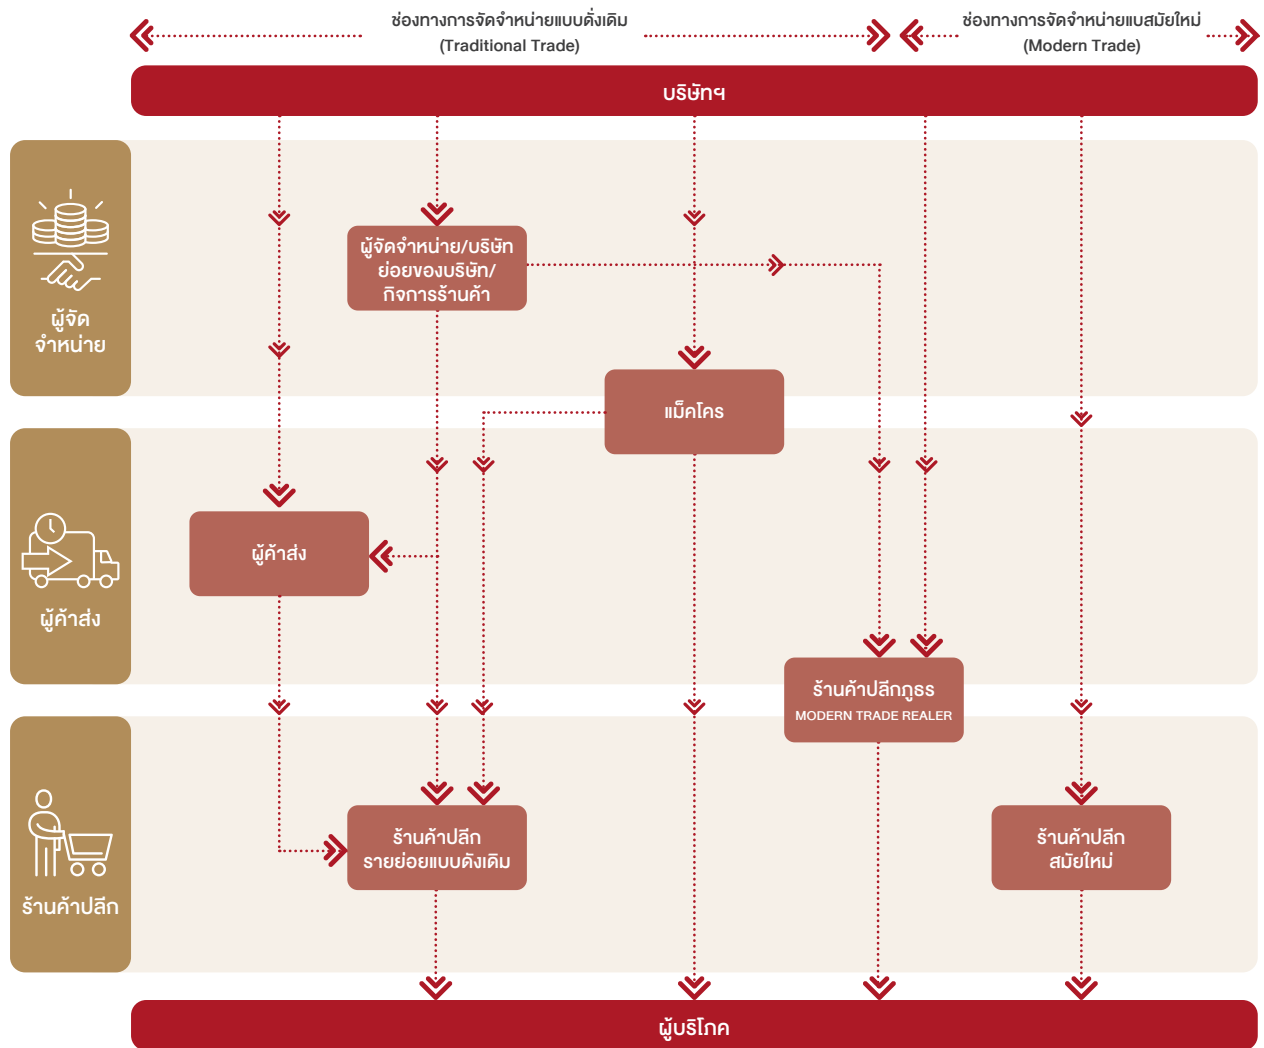 ช่องทางการจัดจำหน่ายแบบดั่งเดิม
(Traditional Trade)
ช่องทางการจัดจำหน่ายแบสมัยใหม่
(Modern Trade)
บริษัทฯ
ผู้จัด
จำหน่าย
ผู้จัดจำหน่าย/บริษัท
ย่อยของบริษัท/
กิจการร้านค้า
แม็คโคร
ผู้ค้าส่ง
ผู้ค้าส่ง
ร้านค้าปลีกภูธร
MODERN TRADE REALER
ร้านค้าปลีก
ร้านค้าปลีก
รายย่อยแบบดังเดิม
ร้านค้าปลีก
สมัยใหม่
ผู้บริโภค